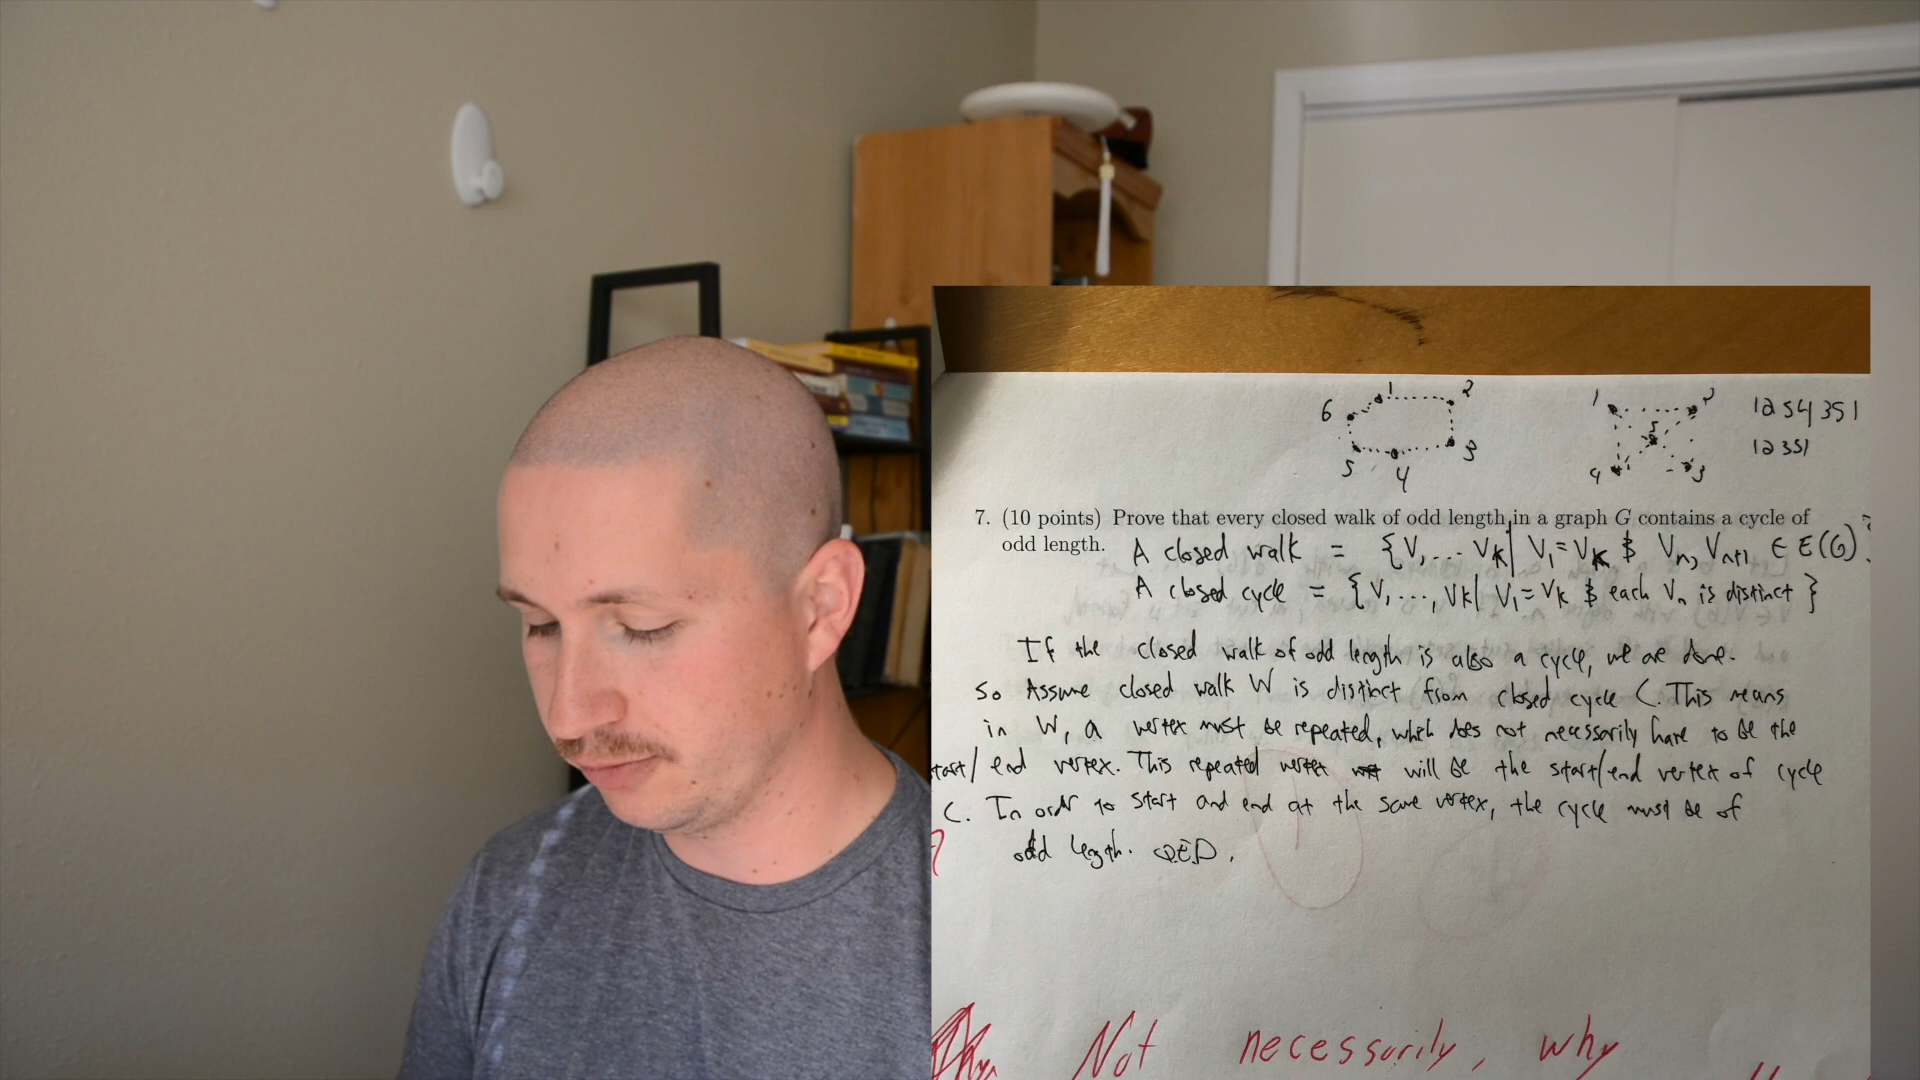 1 2
6
5 4 3
1 2
5
4 3
1254351
12351
7. (10 points) Prove that every closed walk of odd length in a graph G contains a cycle of
odd length.
A closed walk = {V1 ... Vk | V1 = Vk $ Vn, Vn+1 ∈ E(G)}
A closed cycle = {V1 ..., Vk | V1 = Vk $ each Vn is distinct }
If the closed walk of odd length is also a cycle, we are done.
So Assume closed walk W is distinct from closed cycle C. This means
in W, a vertex must be repeated, which does not necessarily have to be the
tart/end vertex. This repeated vertex will be the start/end vertex of cycle
C. In order to start and end at the same vertex, the cycle must be of
odd length. QED.
Not necessarily, why